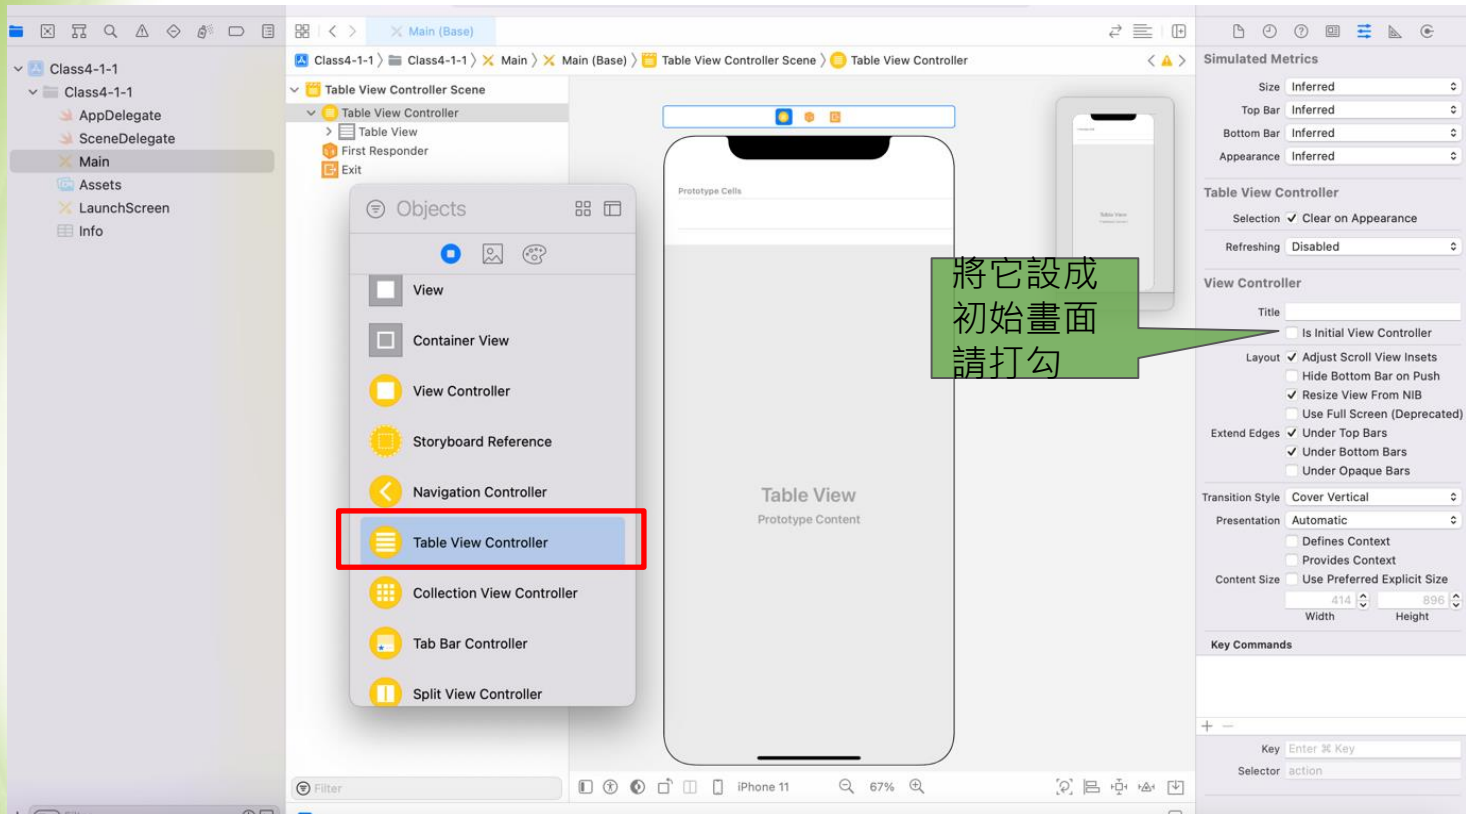 Main (Base)
Class4-1-1
Class4-1-1
AppDelegate
SceneDelegate
Main
Assets
LaunchScreen
Info
Class4-1-1 〉 Class4-1-1 〉 Main 〉 Main (Base) 〉 Table View Controller Scene 〉 Table View Controller
Table View Controller Scene
Table View Controller
Table View
First Responder
Exit
Objects
View
Container View
View Controller
Storyboard Reference
Navigation Controller
Table View Controller
Collection View Controller
Tab Bar Controller
Split View Controller
Filter
Prototype Cells
Table View
Prototype Content
Table View
iPhone 11
67%
將它設成
初始畫面
請打勾
Simulated Metrics
Size Inferred
Top Bar Inferred
Bottom Bar Inferred
Appearance Inferred
Table View Controller
Selection Clear on Appearance
Refreshing Disabled
View Controller
Title
Is Initial View Controller
Layout Adjust Scroll View Insets
Hide Bottom Bar on Push
Resize View From NIB
Use Full Screen (Deprecated)
Extend Edges Under Top Bars
Under Bottom Bars
Under Opaque Bars
Transition Style Cover Vertical
Presentation Automatic
Defines Context
Provides Context
Content Size Use Preferred Explicit Size
414 896
Width Height
Key Commands
Key Enter ⌘ Key
Selector action